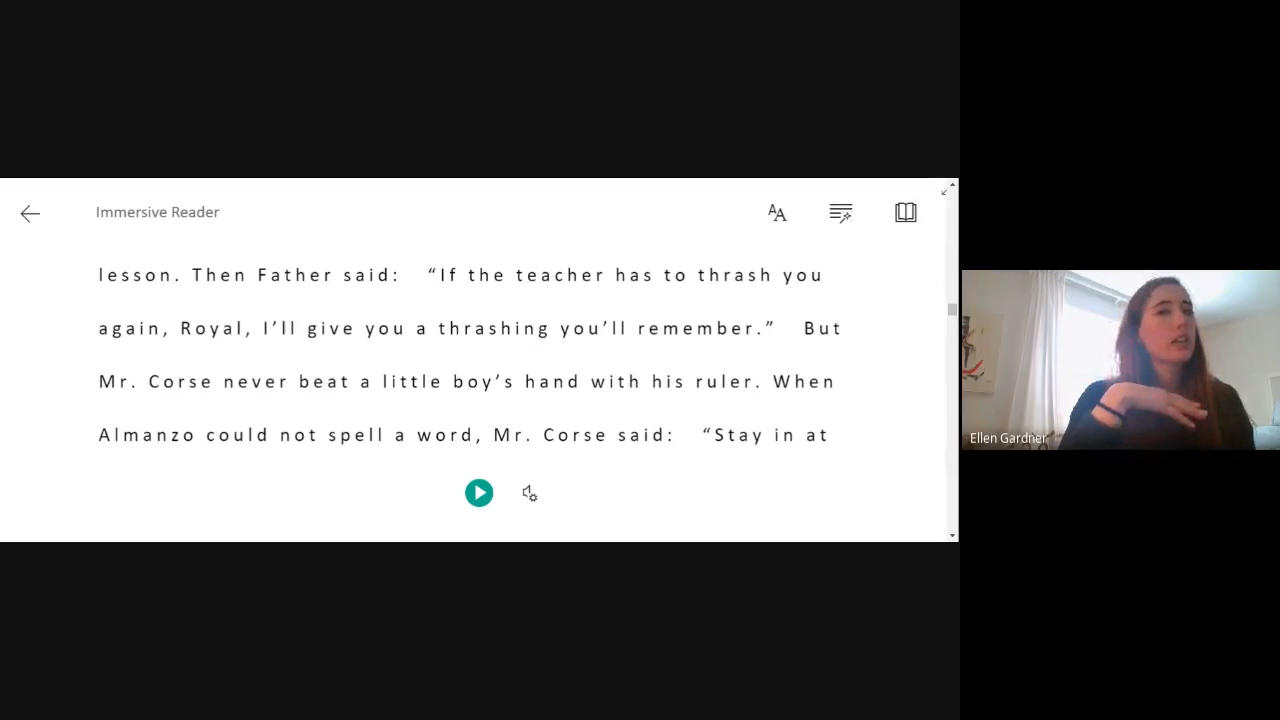 Immersive Reader
lesson. Then Father said: “If the teacher has to thrash you
again, Royal, I’ll give you a thrashing you’ll remember.” But
Mr. Corse never beat a little boy’s hand with his ruler. When
Almanzo could not spell a word, Mr. Corse said: “Stay in at
Ellen Gardner